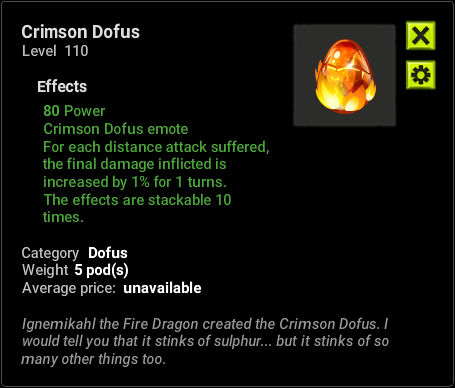 Crimson Dofus
Level 110
Effects
80 Power
Crimson Dofus emote
For each distance attack suffered,
the final damage inflicted is
increased by 1% for 1 turns.
The effects are stackable 10
times.
Category Dofus
Weight 5 pod(s)
Average price: unavailable
Ignemikahl the Fire Dragon created the Crimson Dofus. I
would tell you that it stinks of sulphur... but it stinks of so
many other things too.